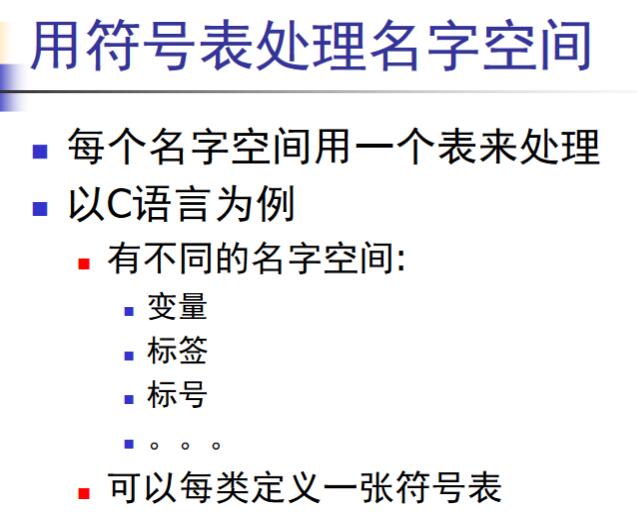 用符号表处理名字空间
每个名字空间用一个表来处理
以C语言为例
有不同的名字空间:
变量
标签
标号
。。。
可以每类定义一张符号表